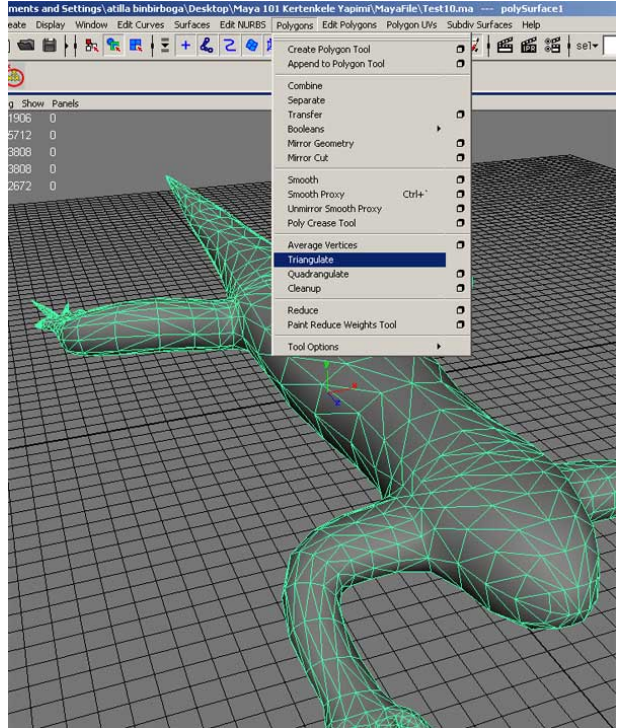 ments and Settings\atilla binbirboga\Desktop\Maya 101 Kertenkele Yapimi\MayaFile\Test10.ma --- polySurface1
eate Display Window Edit Curves Surfaces Edit NURBS Polygons Edit Polygons Polygon UVs Subdiv Surfaces Help
IPR
sel
Create Polygon Tool
Append to Polygon Tool
Combine
Separate
Transfer
Booleans
Mirror Geometry
Mirror Cut
Smooth
Smooth Proxy Ctrl+`
Unmirror Smooth Proxy
Poly Crease Tool
Average Vertices
Triangulate
Quadrangulate
Cleanup
Reduce
Paint Reduce Weights Tool
Tool Options
g Show Panels
1906 0
5712 0
3808 0
3808 0
2672 0
y
x
z